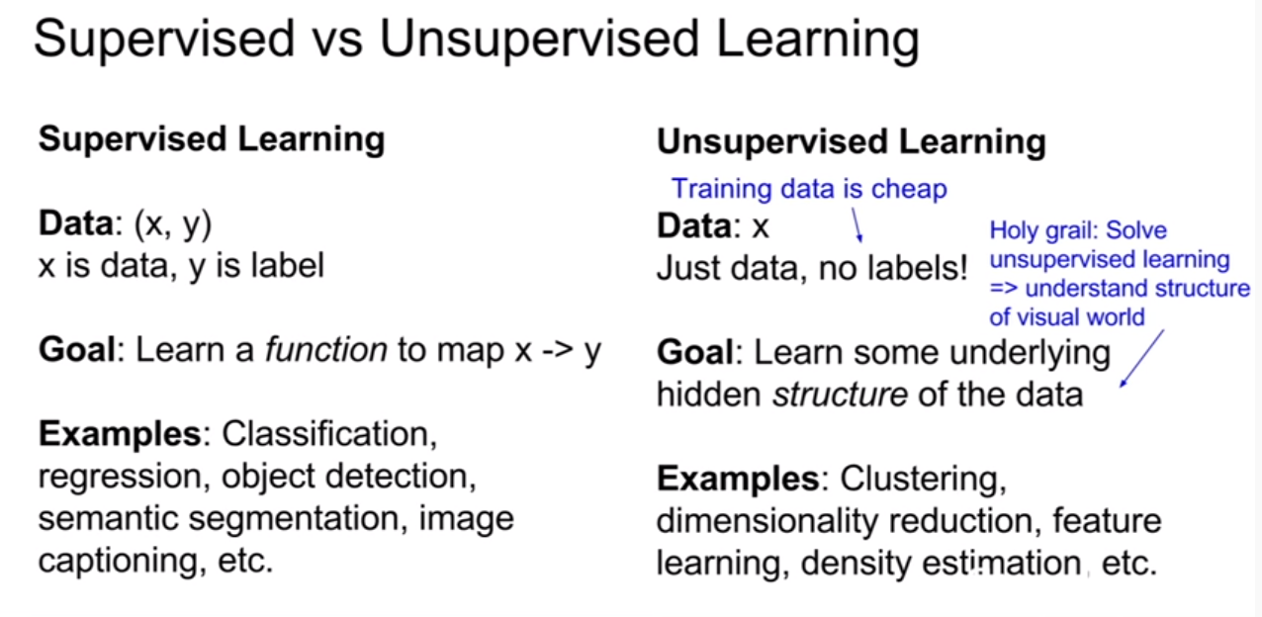 Supervised vs Unsupervised Learning
Supervised Learning
Data: (x, y)
x is data, y is label
Goal: Learn a function to map x -> y
Examples: Classification,
regression, object detection,
semantic segmentation, image
captioning, etc.
Unsupervised Learning
Training data is cheap
Data: x
Just data, no labels!
Holy grail: Solve
unsupervised learning
=> understand structure
of visual world
Goal: Learn some underlying
hidden structure of the data
Examples: Clustering,
dimensionality reduction, feature
learning, density estimation, etc.